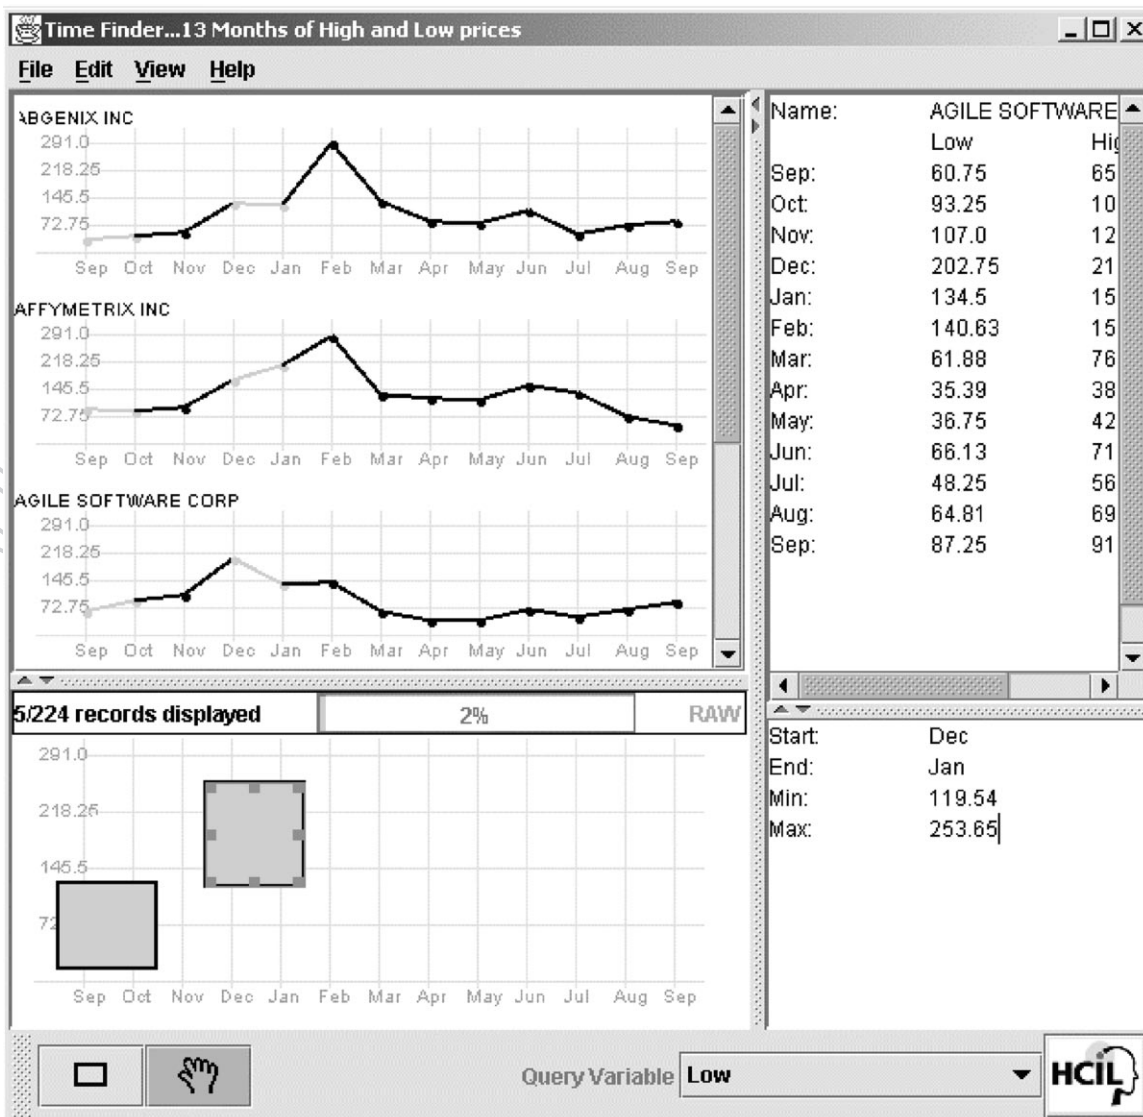 Time Finder...13 Months of High and Low prices
File Edit View Help
ABGENIX INC
291.0
218.25
145.5
72.75
Sep Oct Nov Dec Jan Feb Mar Apr May Jun Jul Aug Sep
AFFYMETRIX INC
291.0
218.25
145.5
72.75
Sep Oct Nov Dec Jan Feb Mar Apr May Jun Jul Aug Sep
AGILE SOFTWARE CORP
291.0
218.25
145.5
72.75
Sep Oct Nov Dec Jan Feb Mar Apr May Jun Jul Aug Sep
5/224 records displayed 2% RAW
291.0
218.25
145.5
72
Sep Oct Nov Dec Jan Feb Mar Apr May Jun Jul Aug Sep
Name: AGILE SOFTWARE
Low Hig
Sep: 60.75 65
Oct: 93.25 10
Nov: 107.0 12
Dec: 202.75 21
Jan: 134.5 15
Feb: 140.63 15
Mar: 61.88 76
Apr: 35.39 38
May: 36.75 42
Jun: 66.13 71
Jul: 48.25 56
Aug: 64.81 69
Sep: 87.25 91
Start: Dec
End: Jan
Min: 119.54
Max: 253.65
Query Variable Low
HCIL